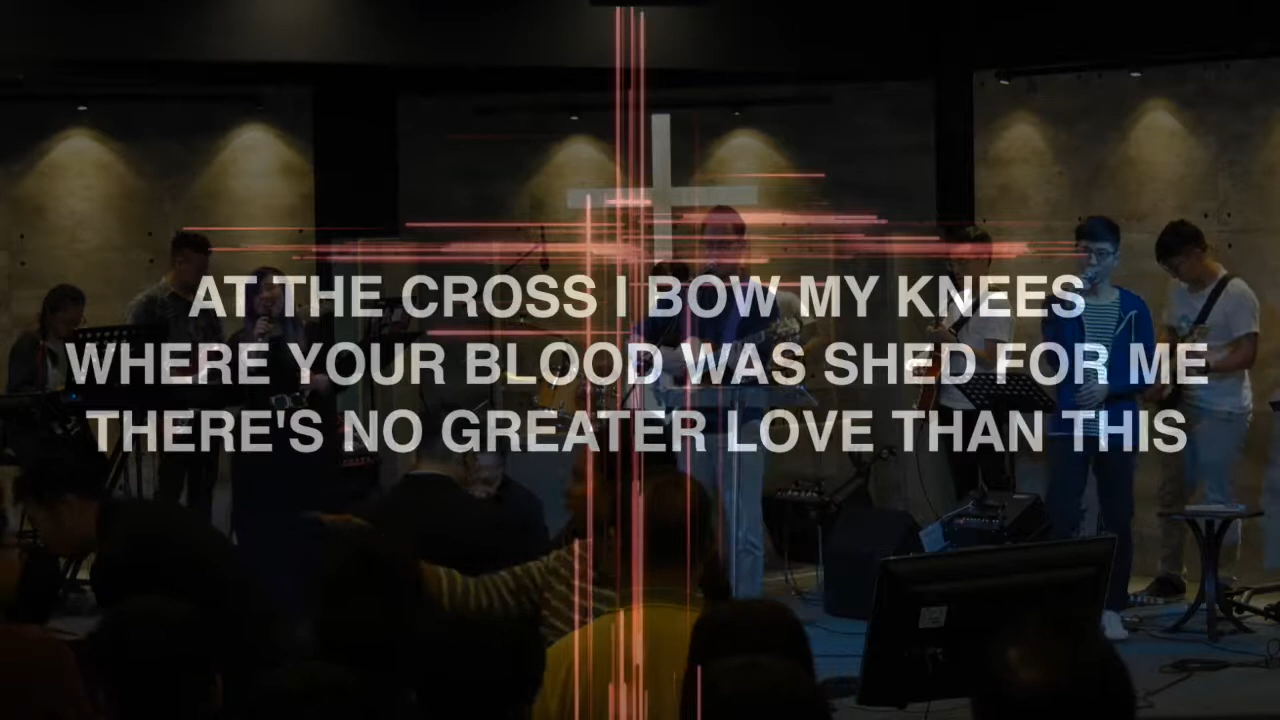 AT THE CROSS I BOW MY KNEES
WHERE YOUR BLOOD WAS SHED FOR ME
THERE'S NO GREATER LOVE THAN THIS